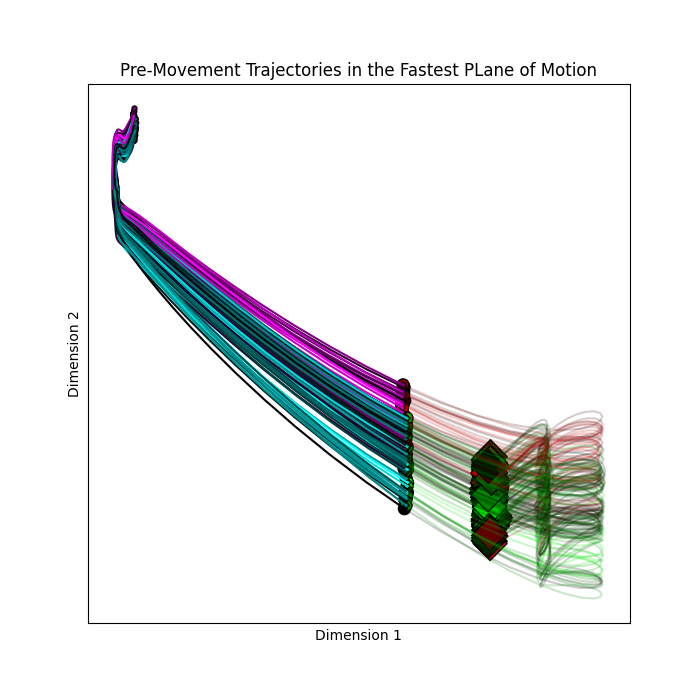 Pre-Movement Trajectories in the Fastest PLane of Motion
Dimension 2
Dimension 1